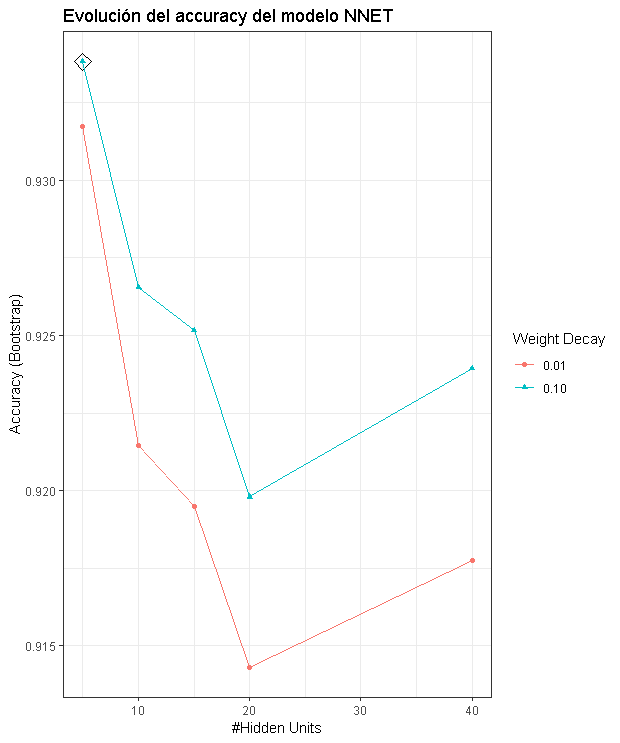 Evolución del accuracy del modelo NNET
0.930
0.925
0.920
0.915
Accuracy (Bootstrap)
10
20
30
40
#Hidden Units
Weight Decay
0.01
0.10